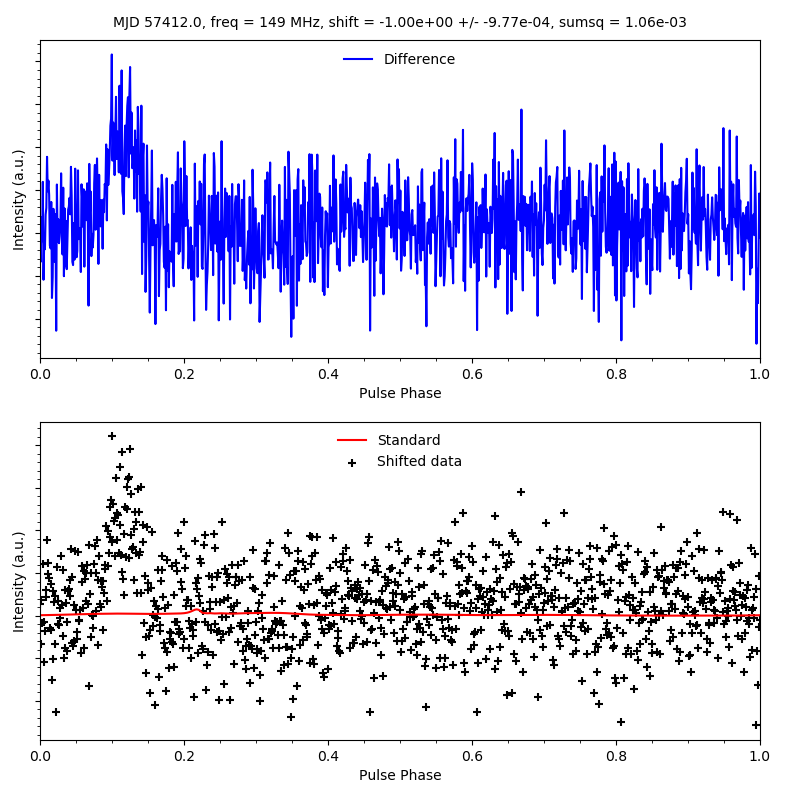 MJD 57412.0, freq = 149 MHz, shift = -1.00e+00 +/- -9.77e-04, sumsq = 1.06e-03
Difference
Intensity (a.u.)
0.0 0.2 0.4 0.6 0.8 1.0
Pulse Phase
Standard
Shifted data
Intensity (a.u.)
0.0 0.2 0.4 0.6 0.8 1.0
Pulse Phase